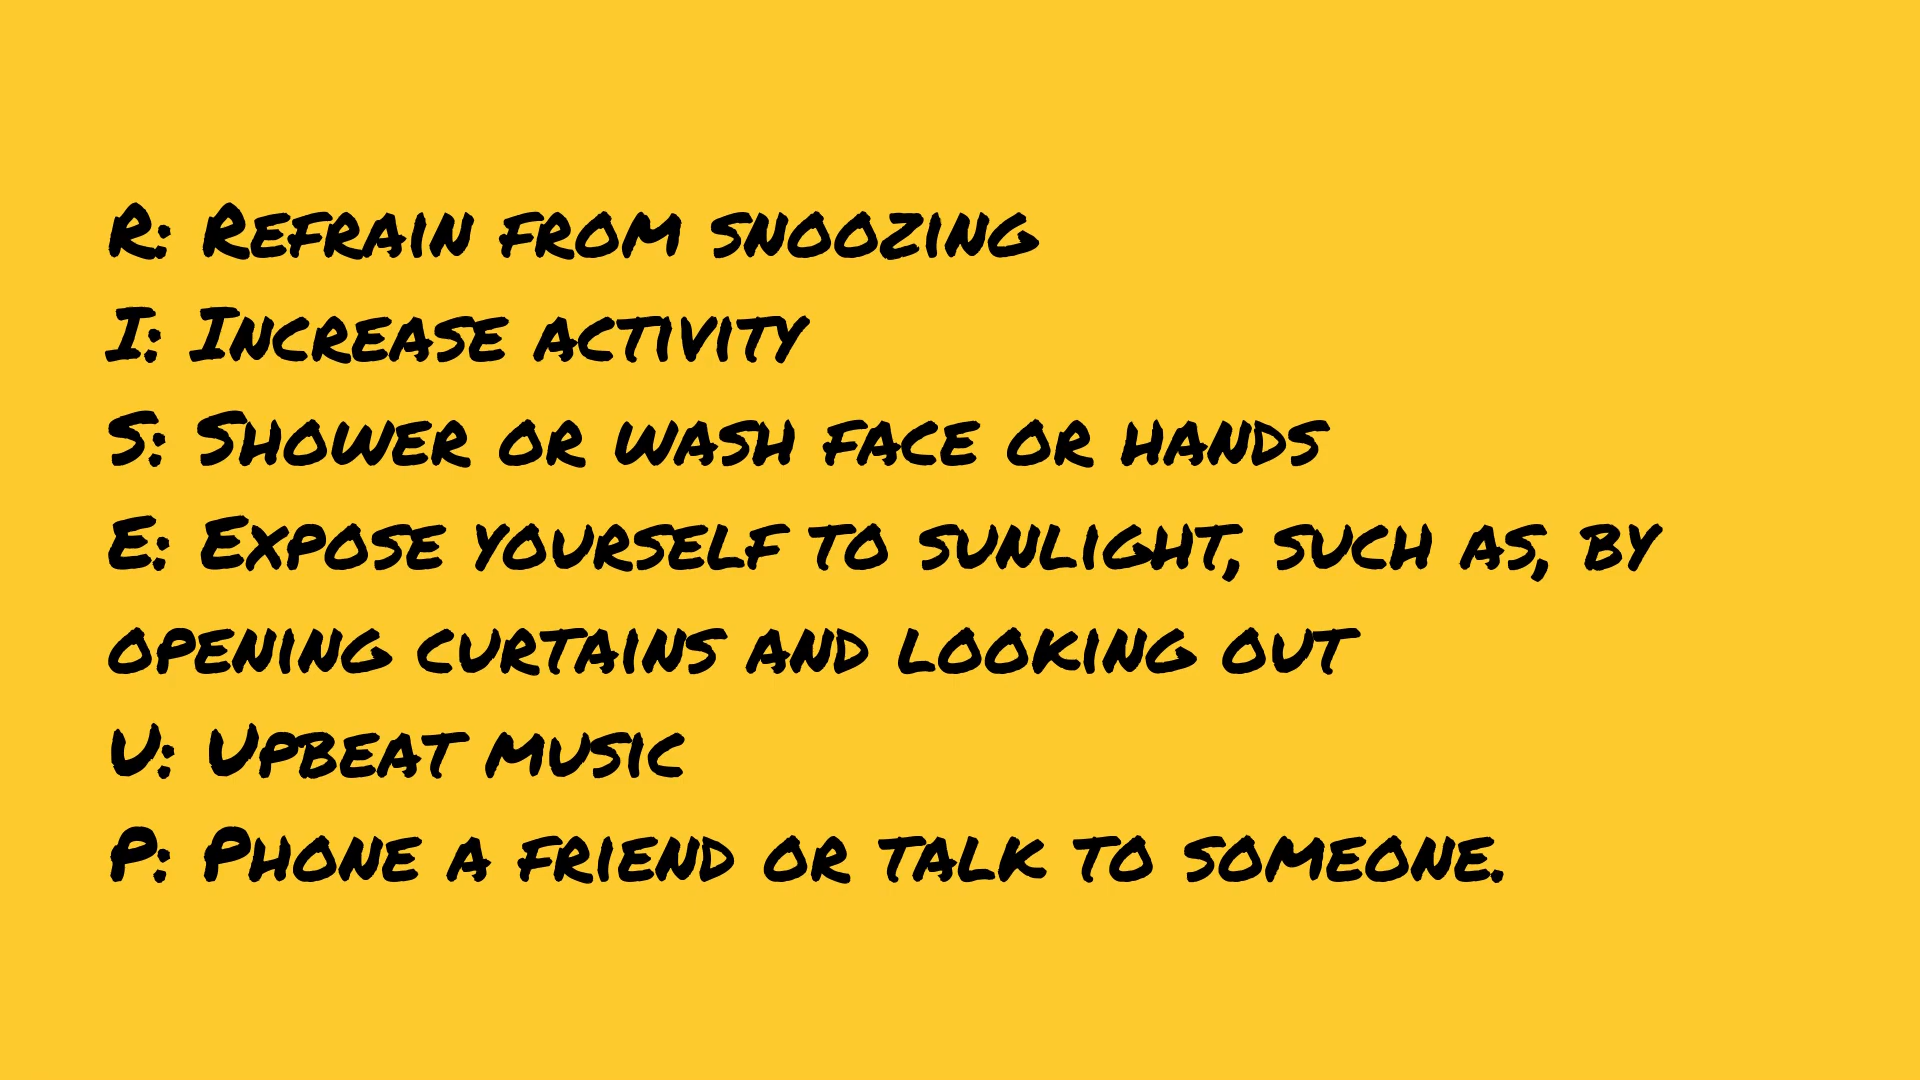 R: Refrain from snoozing
I: Increase activity
S: Shower or wash face or hands
E: Expose yourself to sunlight, such as, by
opening curtains and looking out
U: Upbeat music
P: Phone a friend or talk to someone.